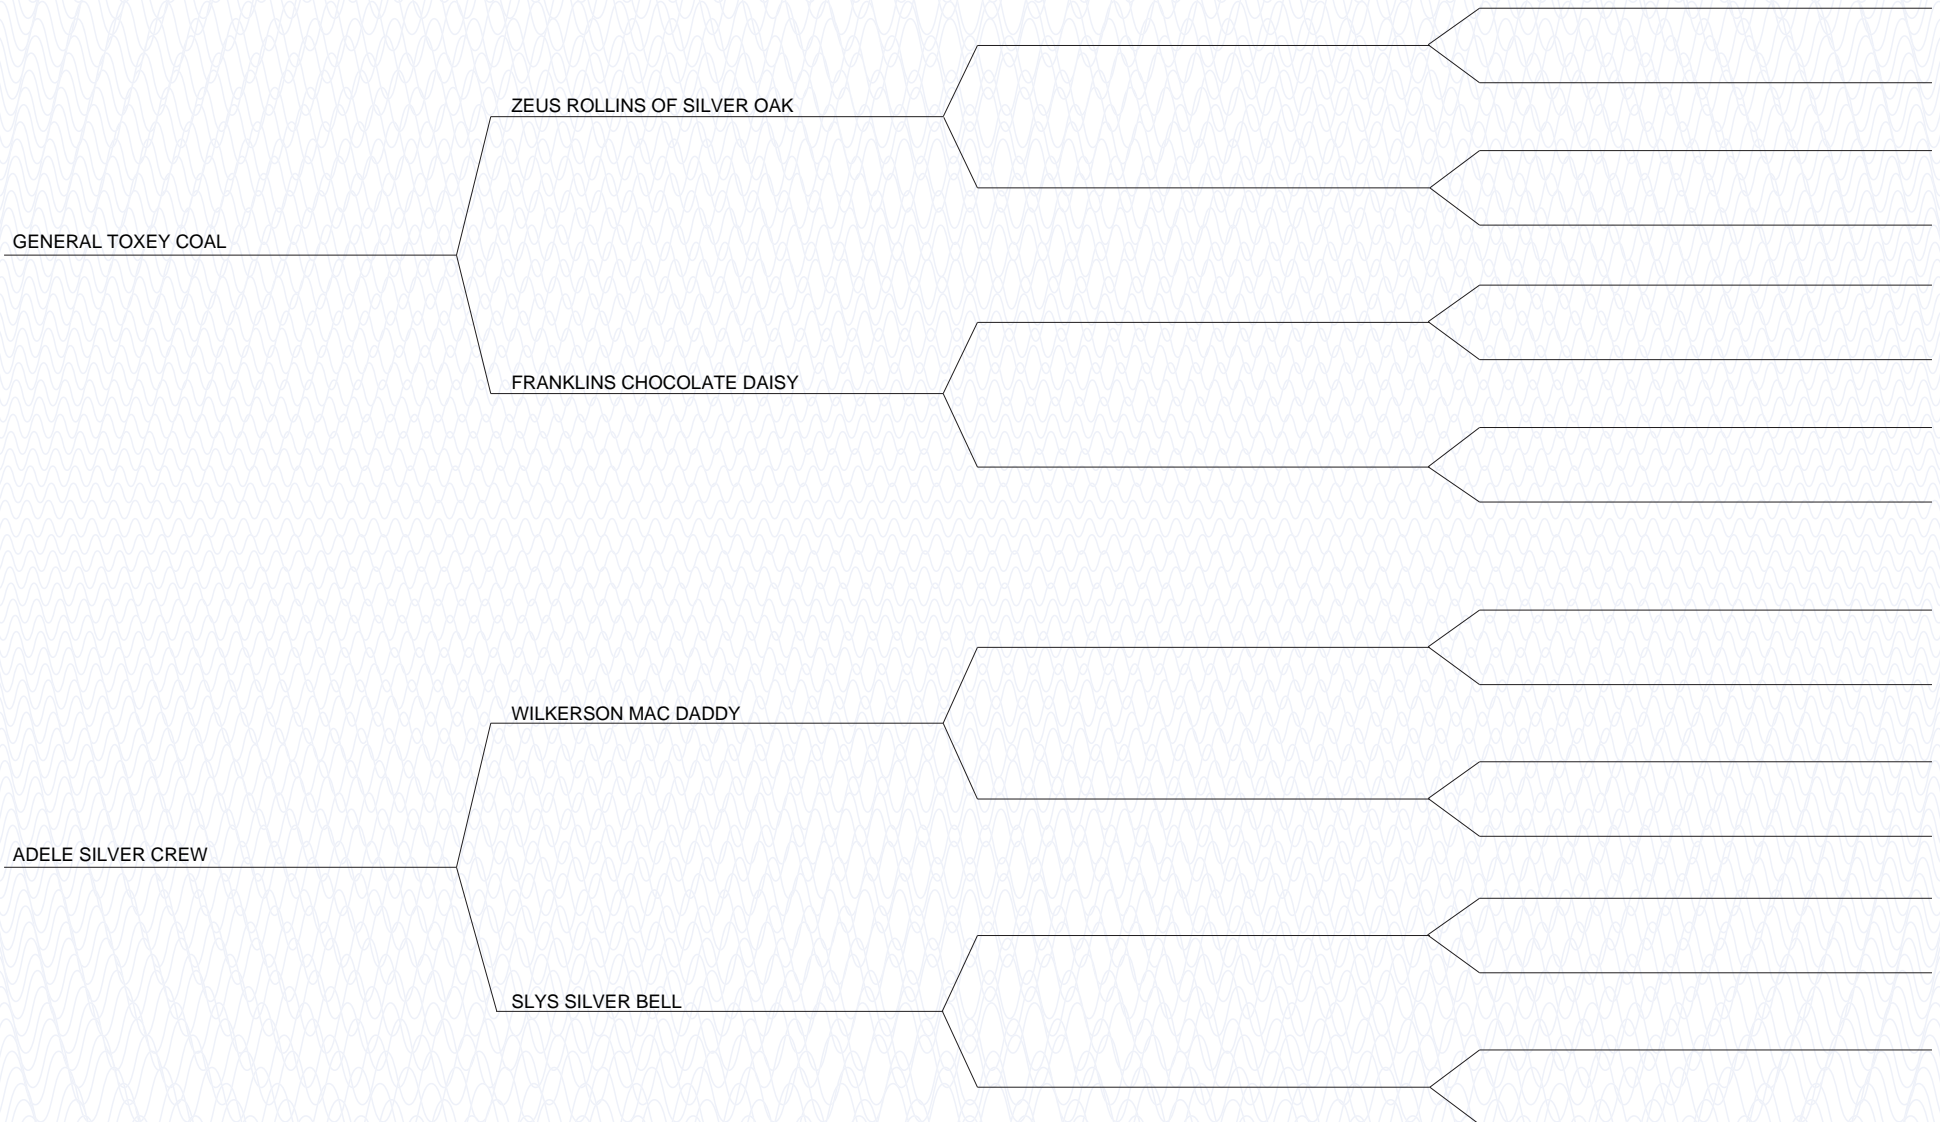 ZEUS ROLLINS OF SILVER OAK
GENERAL TOXEY COAL
FRANKLINS CHOCOLATE DAISY
WILKERSON MAC DADDY
ADELE SILVER CREW
SLYS SILVER BELL